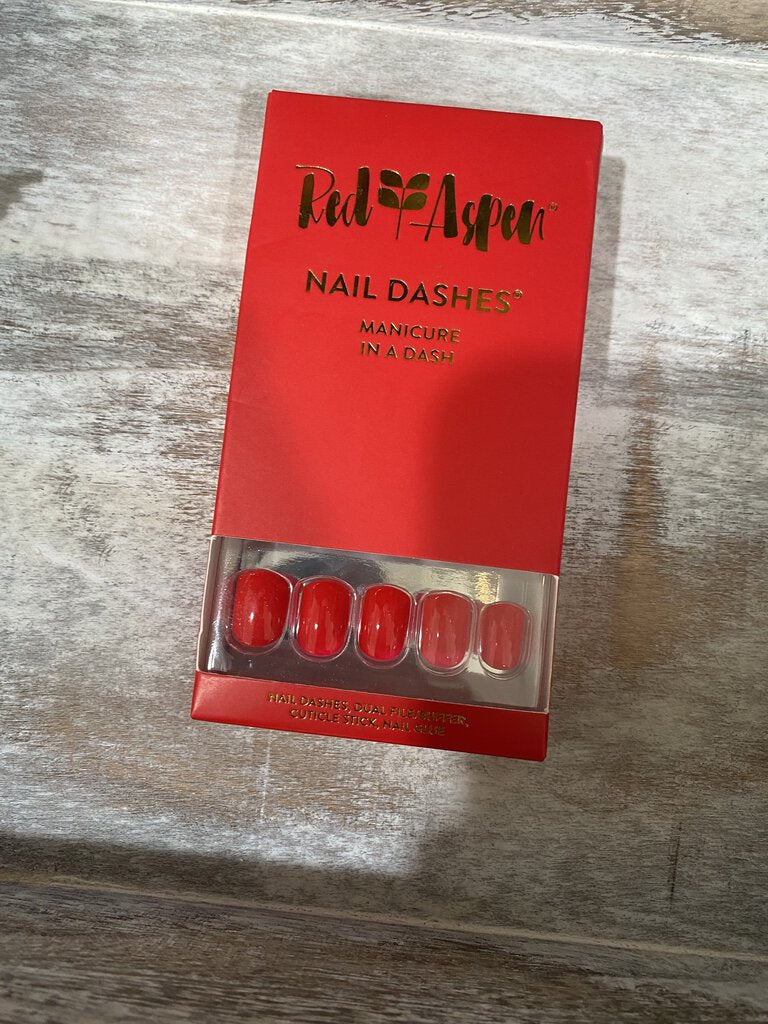 Red Aspen®
NAIL DASHES®
MANICURE
IN A DASH
NAIL DASHES, DUAL FILE/BUFFER,
CUTICLE STICK, NAIL GLUE